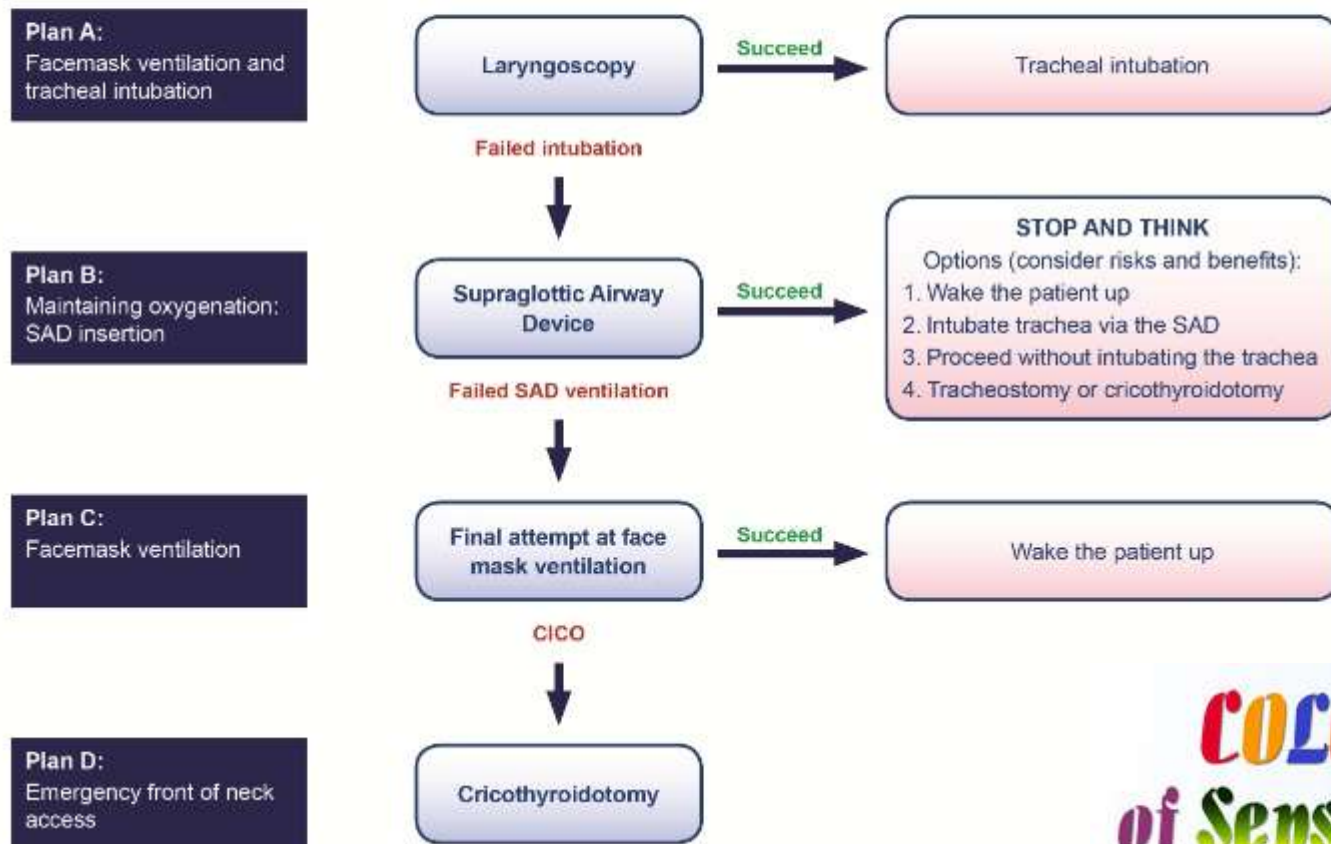 Plan A:
Facemask ventilation and
tracheal intubation
Laryngoscopy
Succeed
Tracheal intubation
Failed intubation
Plan B:
Maintaining oxygenation:
SAD insertion
Supraglottic Airway
Device
Succeed
STOP AND THINK
Options (consider risks and benefits):
1. Wake the patient up
2. Intubate trachea via the SAD
3. Proceed without intubating the trachea
4. Tracheostomy or cricothyroidotomy
Failed SAD ventilation
Plan C:
Facemask ventilation
Final attempt at face
mask ventilation
Succeed
Wake the patient up
CICO
Plan D:
Emergency front of neck
access
Cricothyroidotomy
of